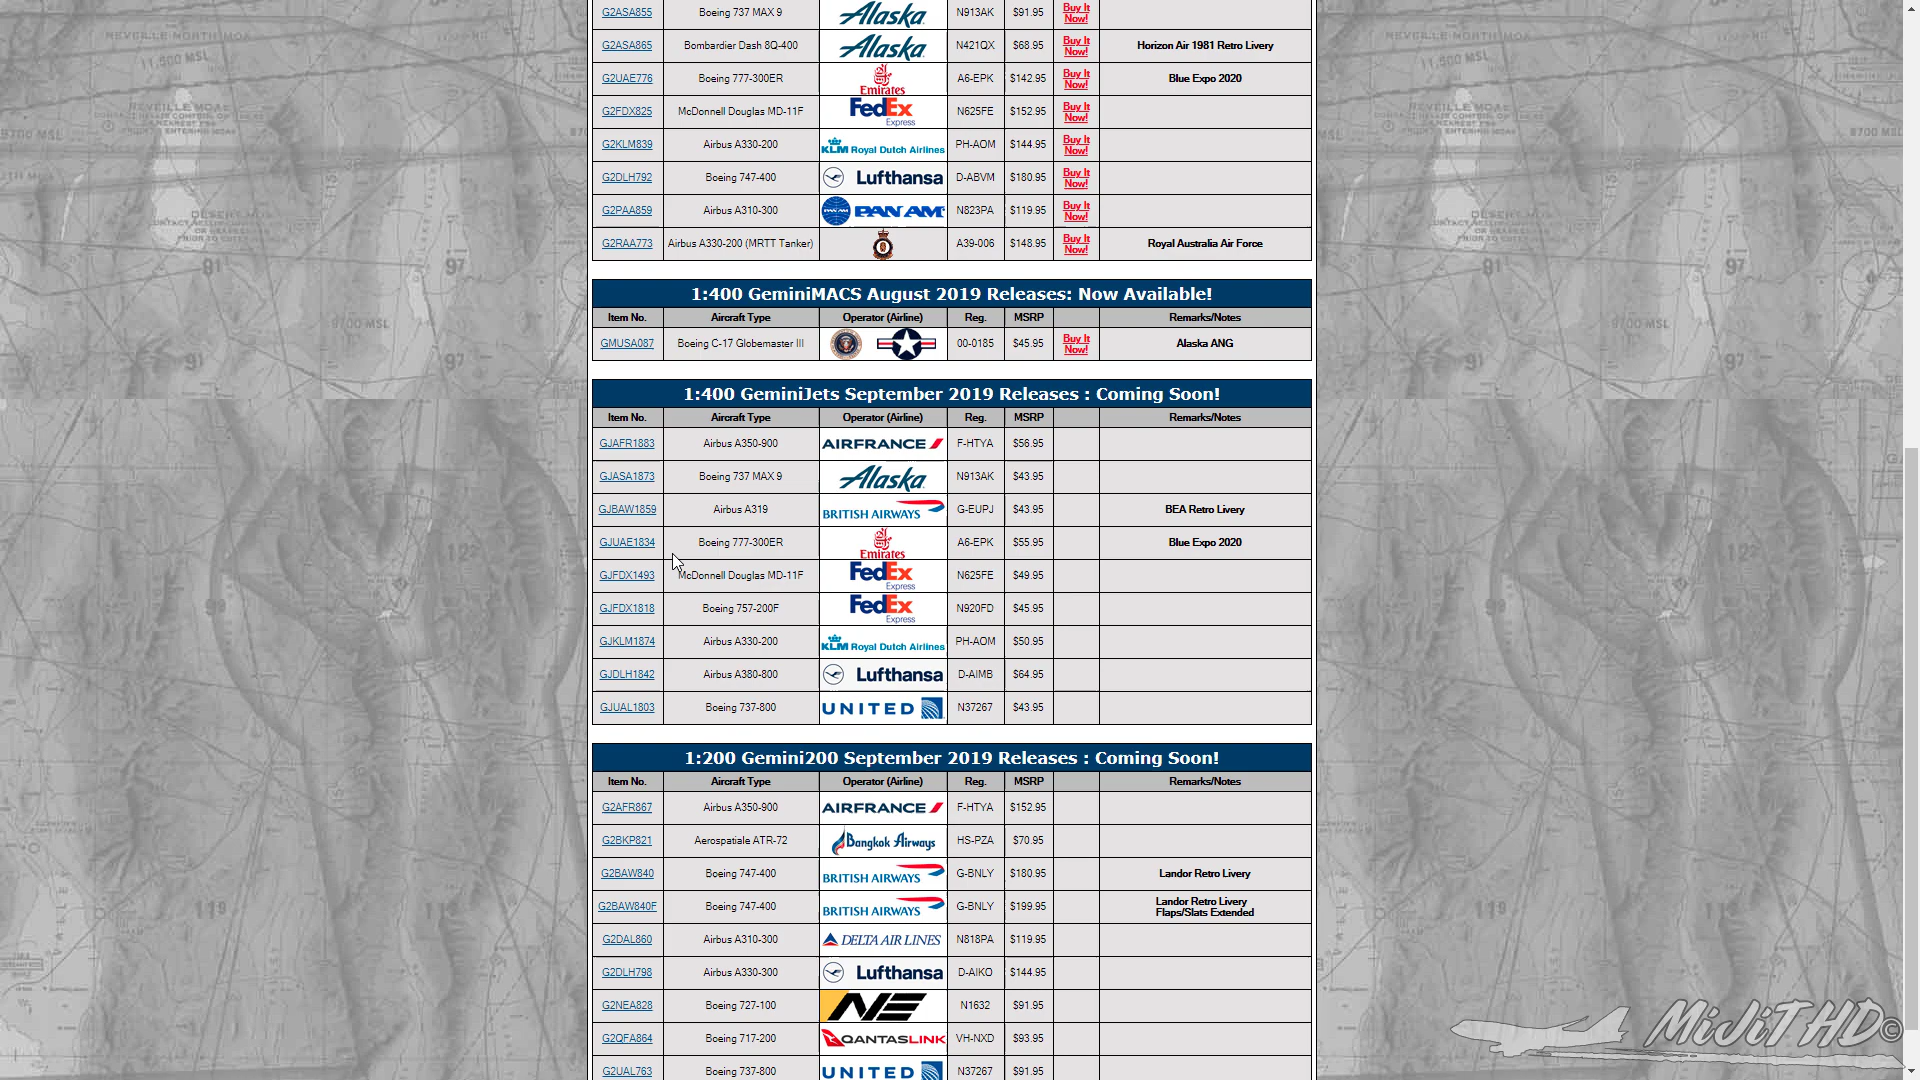 G2ASA855 Boeing 737 MAX 9 Alaska N913AK $91.95 Buy It Now!
G2ASA865 Bombardier Dash 8Q-400 Alaska N421QX $68.95 Buy It Now! Horizon Air 1981 Retro Livery
G2UAE776 Boeing 777-300ER Emirates A6-EPK $142.95 Buy It Now! Blue Expo 2020
G2FDX825 McDonnell Douglas MD-11F FedEx Express N625FE $152.95 Buy It Now!
G2KLM839 Airbus A330-200 KLM Royal Dutch Airlines PH-AOM $144.95 Buy It Now!
G2DLH792 Boeing 747-400 Lufthansa D-ABVM $180.95 Buy It Now!
G2PAA859 Airbus A310-300 PAN AM PAN AM N823PA $119.95 Buy It Now!
G2RAA773 Airbus A330-200 (MRTT Tanker) A39-006 $148.95 Buy It Now! Royal Australia Air Force
1:400 GeminiMACS August 2019 Releases: Now Available!
Item No. Aircraft Type Operator (Airline) Reg. MSRP Remarks/Notes
GMUSA087 Boeing C-17 Globemaster III 00-0185 $45.95 Buy It Now! Alaska ANG
1:400 GeminiJets September 2019 Releases : Coming Soon!
Item No. Aircraft Type Operator (Airline) Reg. MSRP Remarks/Notes
GJAFR1883 Airbus A350-900 AIRFRANCE F-HTYA $56.95
GJASA1873 Boeing 737 MAX 9 Alaska N913AK $43.95
GJBAW1859 Airbus A319 BRITISH AIRWAYS G-EUPJ $43.95 BEA Retro Livery
GJUAE1834 Boeing 777-300ER Emirates A6-EPK $55.95 Blue Expo 2020
GJFDX1493 McDonnell Douglas MD-11F FedEx Express N625FE $49.95
GJFDX1818 Boeing 757-200F FedEx Express N920FD $45.95
GJKLM1874 Airbus A330-200 KLM Royal Dutch Airlines PH-AOM $50.95
GJDLH1842 Airbus A380-800 Lufthansa D-AIMB $64.95
GJUAL1803 Boeing 737-800 UNITED N37267 $43.95
1:200 Gemini200 September 2019 Releases : Coming Soon!
Item No. Aircraft Type Operator (Airline) Reg. MSRP Remarks/Notes
G2AFR867 Airbus A350-900 AIRFRANCE F-HTYA $152.95
G2BKP821 Aerospatiale ATR-72 Bangkok Airways HS-PZA $70.95
G2BAW840 Boeing 747-400 BRITISH AIRWAYS G-BNLY $180.95 Landor Retro Livery
G2BAW840F Boeing 747-400 BRITISH AIRWAYS G-BNLY $199.95 Landor Retro Livery Flaps/Slats Extended
G2DAL860 Airbus A310-300 DELTA AIR LINES N818PA $119.95
G2DLH798 Airbus A330-300 Lufthansa D-AIKO $144.95
G2NEA828 Boeing 727-100 NE N1632 $91.95
G2QFA864 Boeing 717-200 QANTASLINK VH-NXD $93.95
G2UAL763 Boeing 737-800 UNITED N37267 $91.95
MiJiT HD©